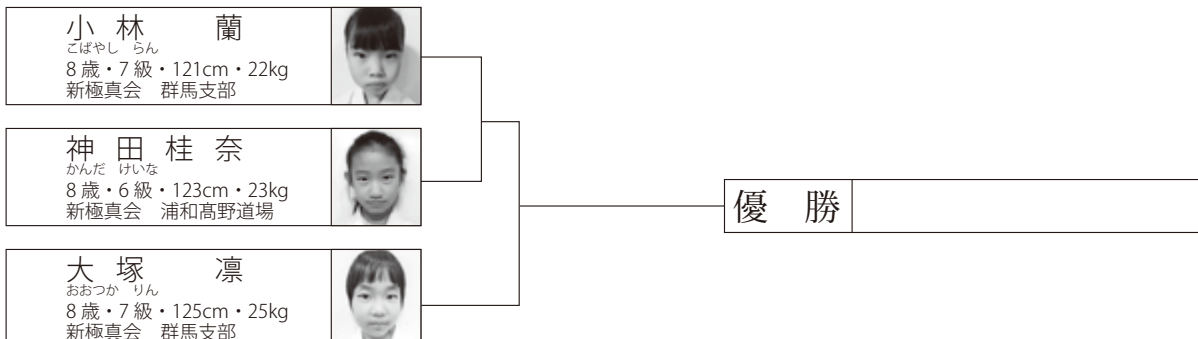 小林 蘭
こばやし らん
8歳・7級・121cm・22kg
新極真会 群馬支部
神田桂奈
かんだ けいな
8歳・6級・123cm・23kg
新極真会 浦和髙野道場
大塚 凛
おおつか りん
8歳・7級・125cm・25kg
新極真会 群馬支部
優勝